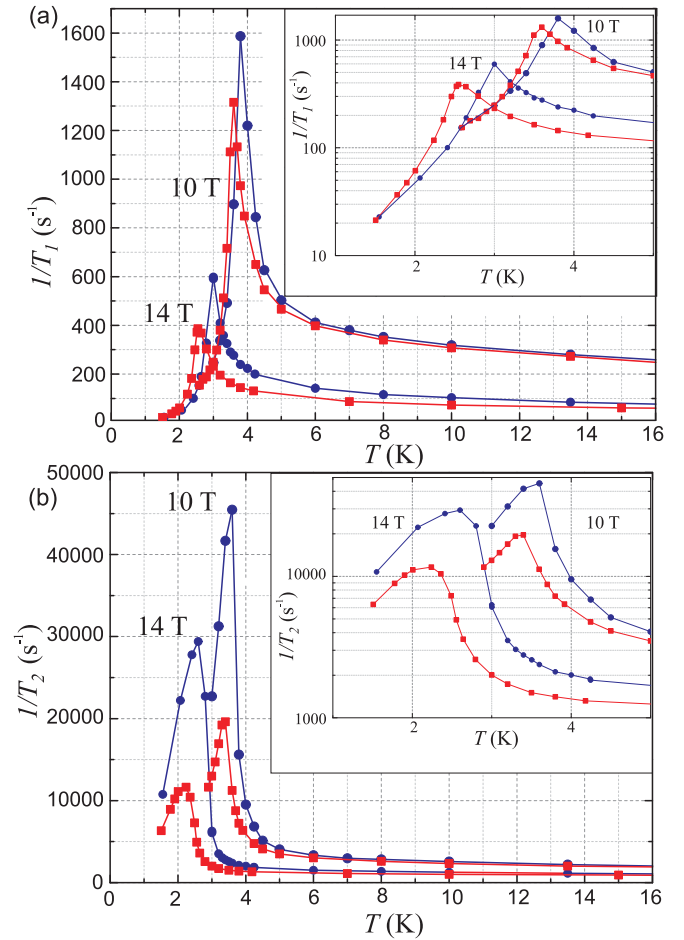 (a)
1600
1400
1200
1000
800
600
400
200
0
1/T₁ (s⁻¹)
10 T
14 T
0 2 4 6 8 10 12 14 16
T (K)
1000
100
10
1/T₁ (s⁻¹)
14 T
10 T
2 4
T (K)
(b)
50000
40000
30000
20000
10000
0
1/T₂ (s⁻¹)
10 T
14 T
0 2 4 6 8 10 12 14 16
T (K)
10000
1000
1/T₂ (s⁻¹)
14 T
10 T
2 4
T (K)